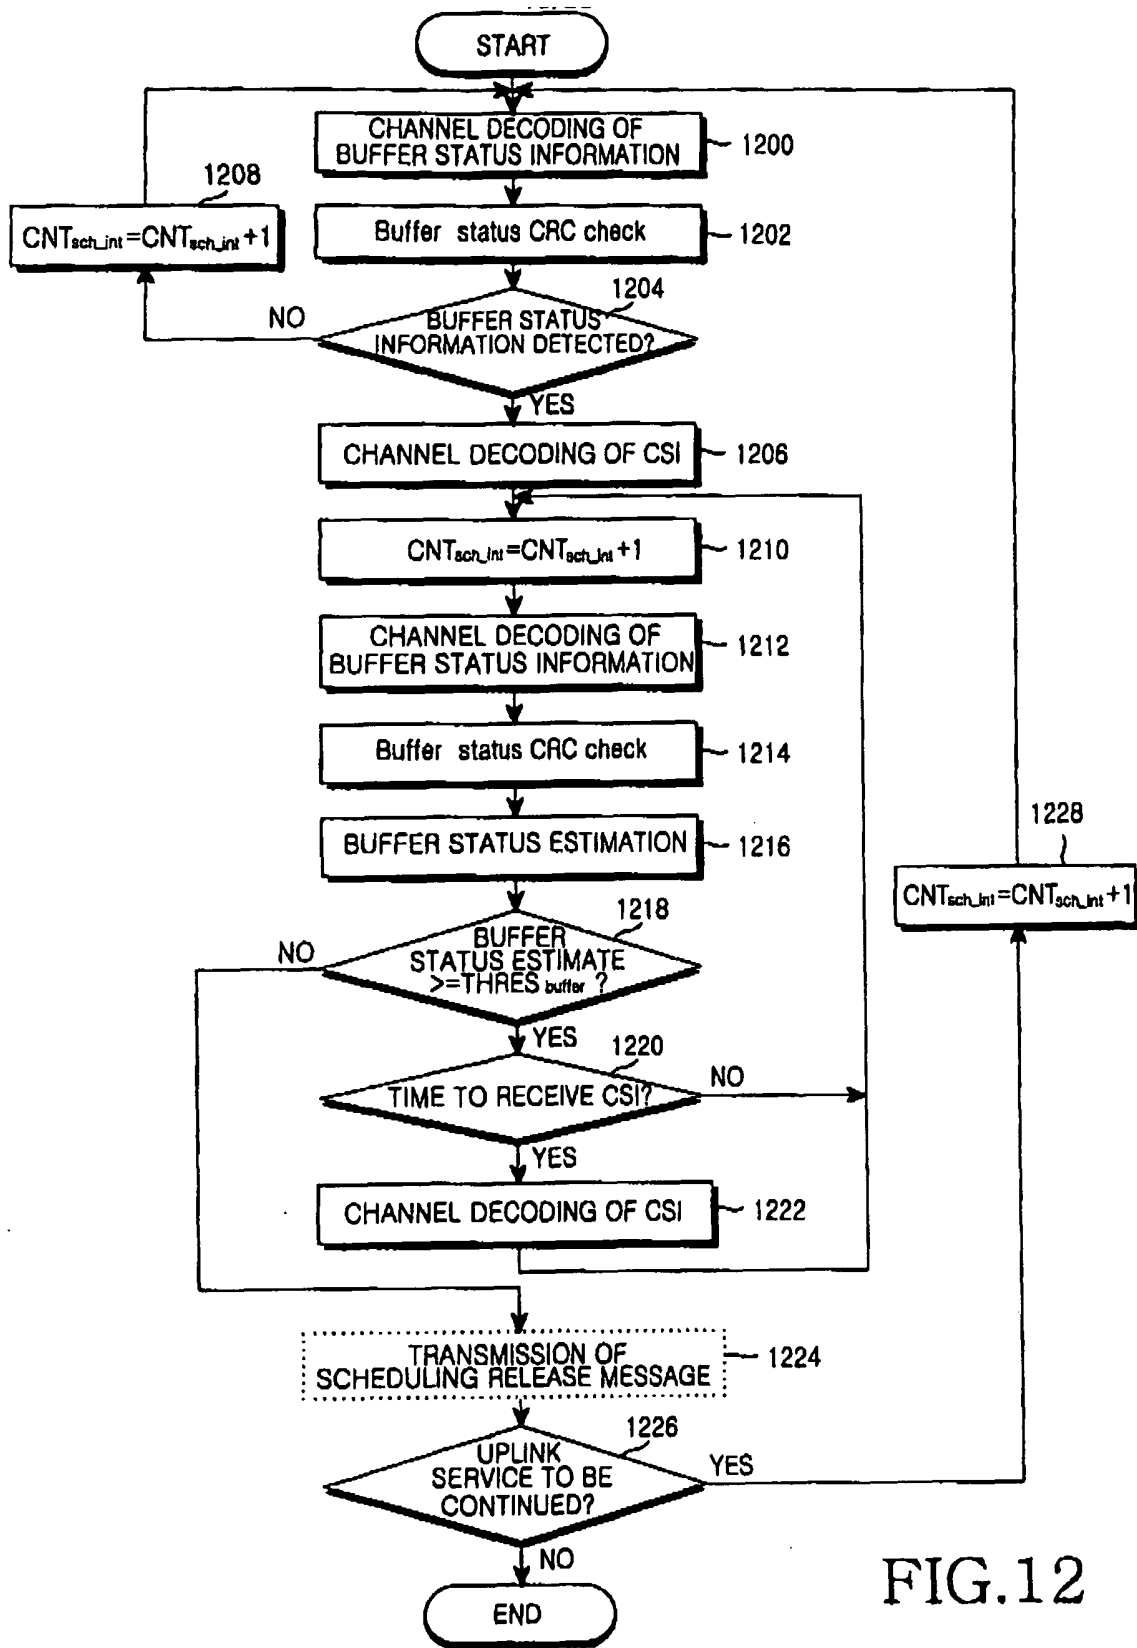 START
CHANNEL DECODING OF
BUFFER STATUS INFORMATION
1200
1208
CNTsch_int=CNTsch_int+1
Buffer status CRC check
1202
1204
NO
BUFFER STATUS
INFORMATION DETECTED?
YES
CHANNEL DECODING OF CSI
1206
CNTsch_int=CNTsch_int+1
1210
CHANNEL DECODING OF
BUFFER STATUS INFORMATION
1212
Buffer status CRC check
1214
BUFFER STATUS ESTIMATION
1216
1228
CNTsch_int=CNTsch_int+1
1218
NO
BUFFER
STATUS ESTIMATE
>=THRES buffer ?
YES
1220
TIME TO RECEIVE CSI?
NO
YES
CHANNEL DECODING OF CSI
1222
TRANSMISSION OF
SCHEDULING RELEASE MESSAGE
1224
1226
UPLINK
SERVICE TO BE
CONTINUED?
YES
NO
END
FIG.12